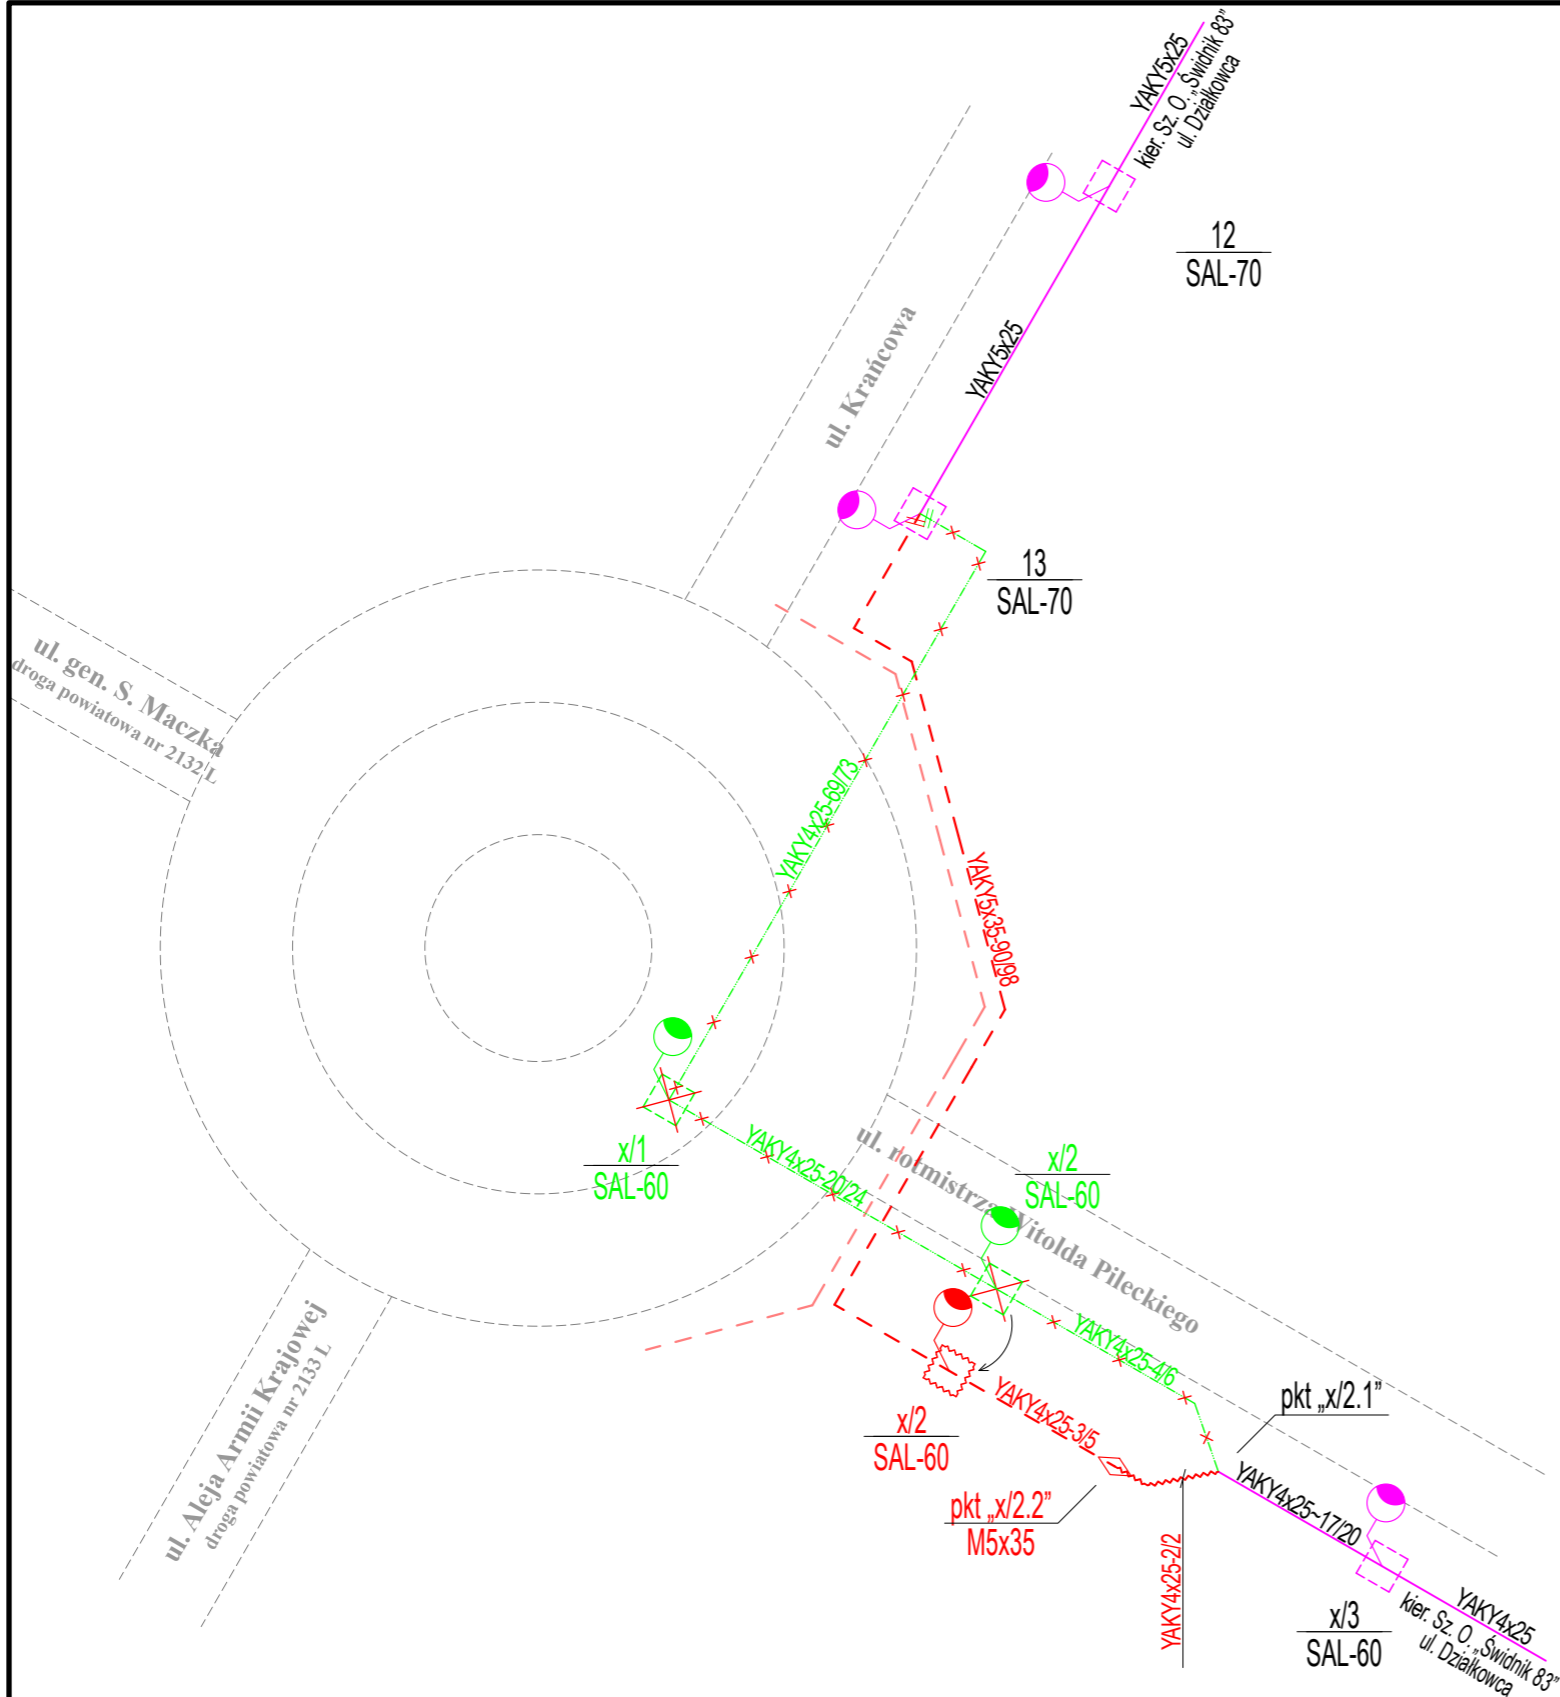 YAKY5x25
kier. Sz. O. „Świdnik 83”
ul. Działkowca
12
SAL-70
YAKY5x25
ul. Krańcowa
13
SAL-70
ul. gen. S. Maczka
droga powiatowa nr 2132 L
YAKY4x25-69/73
YAKY5x35-90/98
x/1
SAL-60
YAKY4x25-20/24
ul. rotmistrza Witolda Pileckiego
x/2
SAL-60
YAKY4x25-4/6
ul. Aleja Armii Krajowej
droga powiatowa nr 2133 L
x/2
SAL-60
YAKY4x25-3/5
pkt „x/2.1”
pkt „x/2.2”
M5x35
YAKY4x25-2/2
YAKY4x25~17/20
x/3
SAL-60
YAKY4x25
kier. Sz. O. „Świdnik 83”
ul. Działkowca